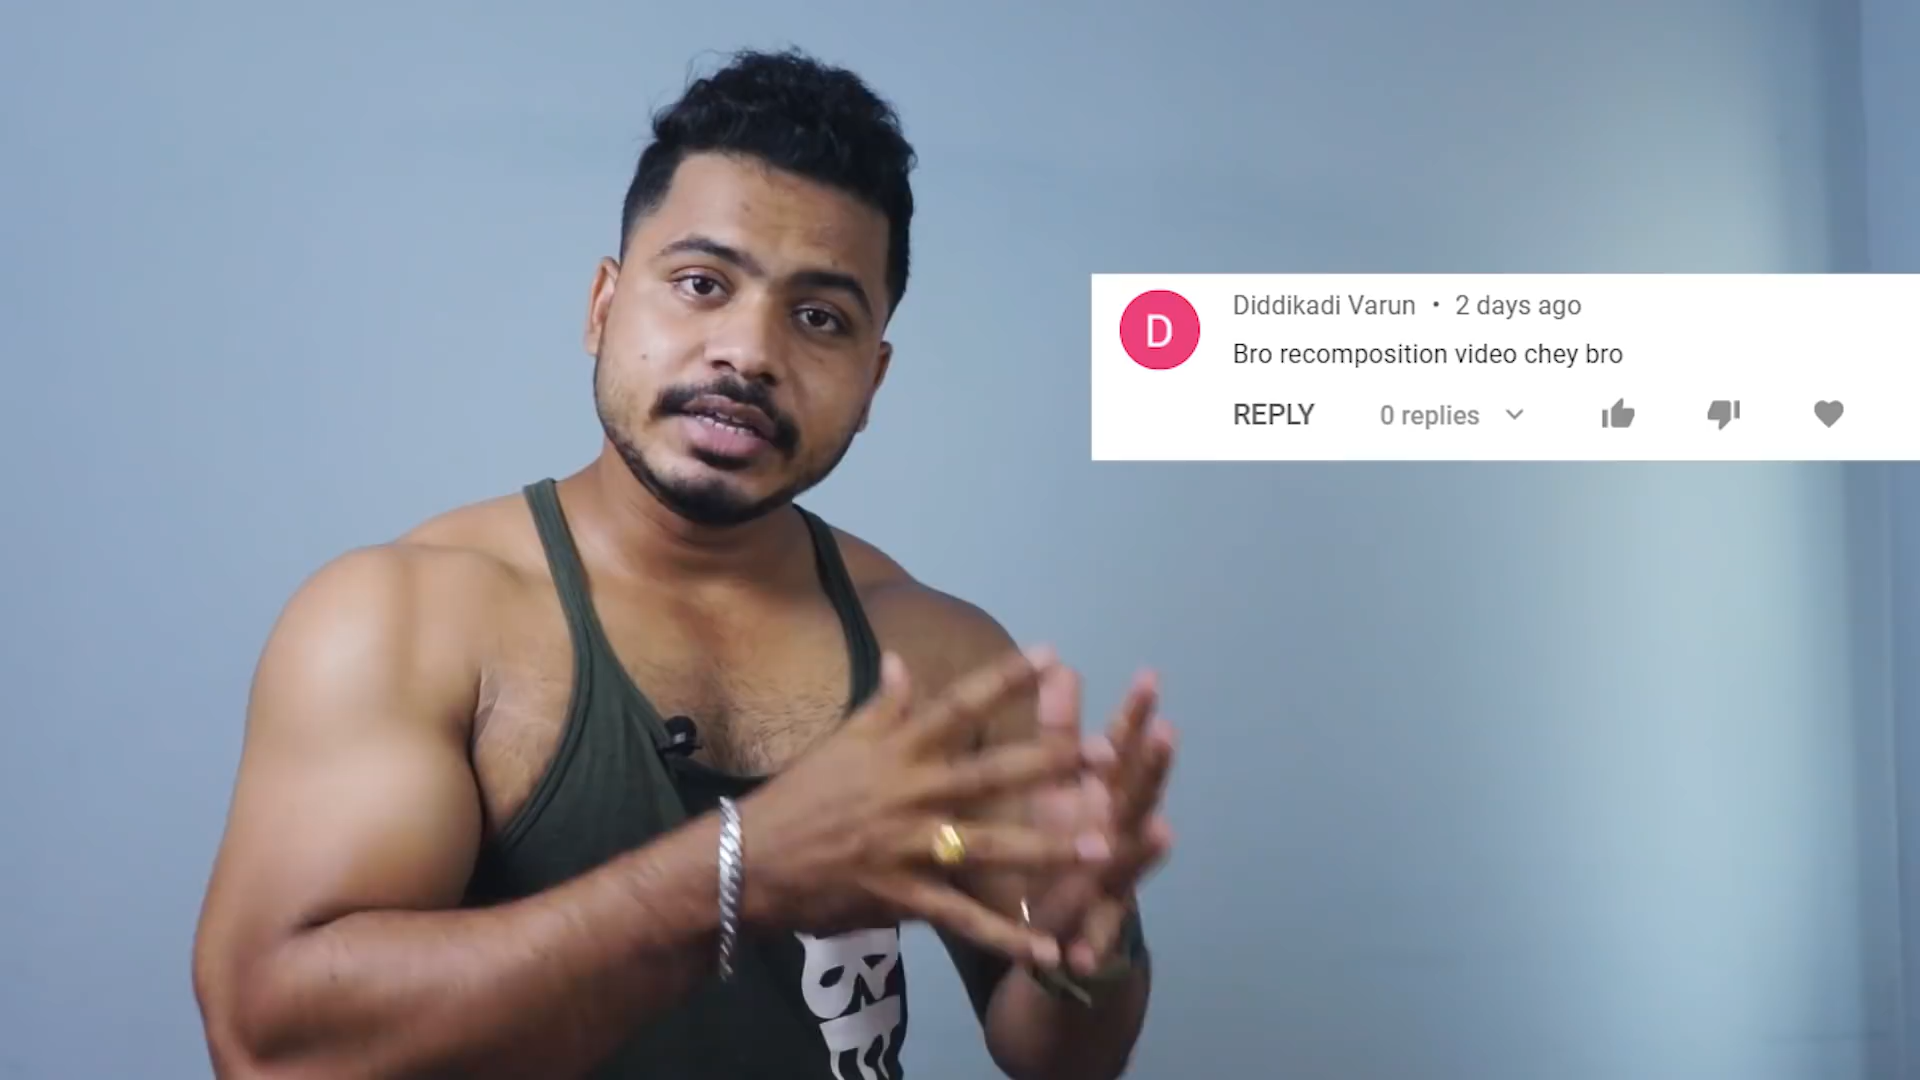 D
Diddikadi Varun • 2 days ago
Bro recomposition video chey bro
REPLY 0 replies